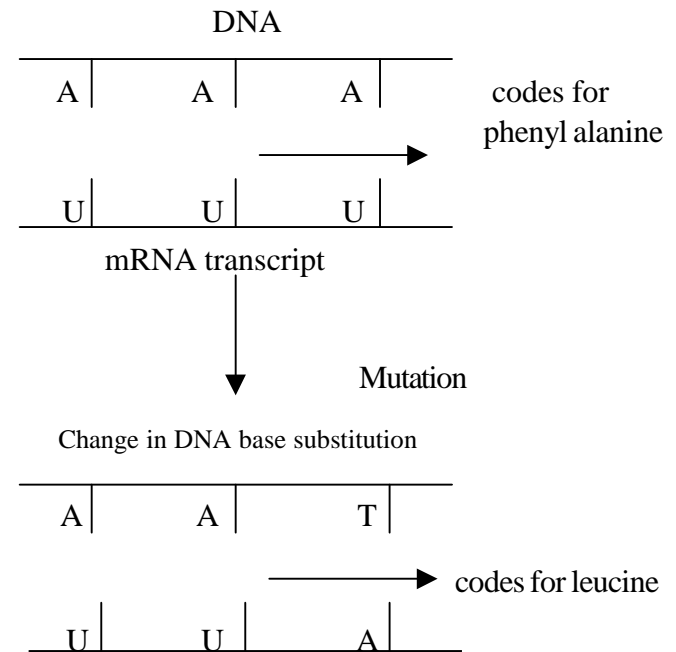 DNA
A A A
codes for
phenyl alanine
U U U
mRNA transcript
Mutation
Change in DNA base substitution
A A T
codes for leucine
U U A